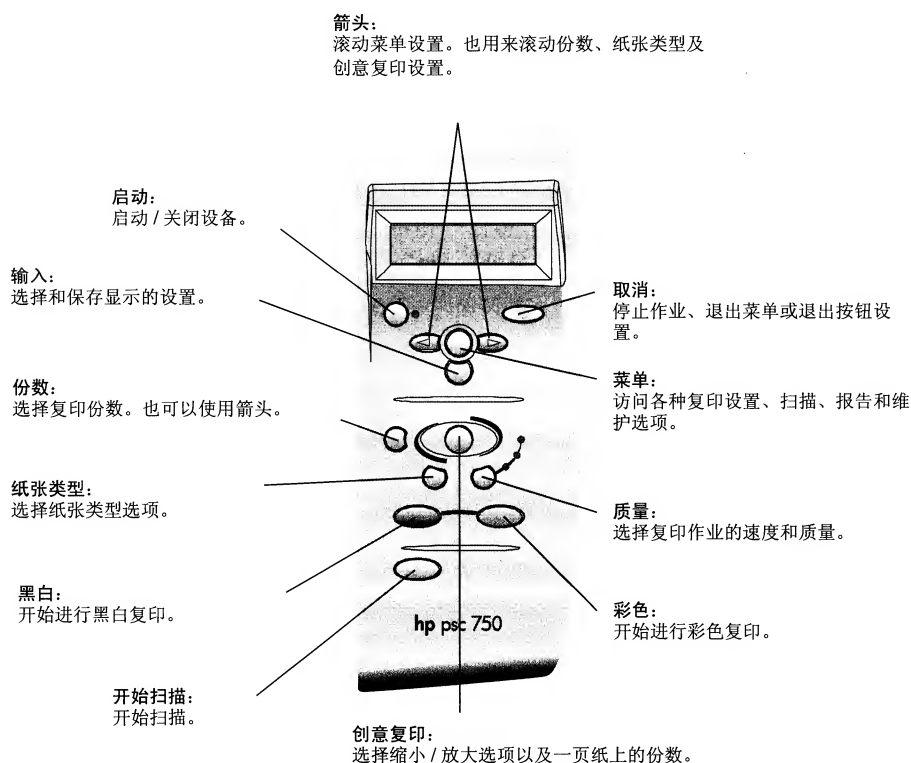 箭头：
滚动菜单设置。也用来滚动份数、纸张类型及
创意复印设置。
启动：
启动 / 关闭设备。
输入：
选择和保存显示的设置。
取消：
停止作业、退出菜单或退出按钮设
置。
份数：
选择复印份数。也可以使用箭头。
菜单：
访问各种复印设置、扫描、报告和维
护选项。
纸张类型：
选择纸张类型选项。
质量：
选择复印作业的速度和质量。
黑白：
开始进行黑白复印。
彩色：
开始进行彩色复印。
hp psc 750
开始扫描：
开始扫描。
创意复印：
选择缩小 / 放大选项以及一页纸上的份数。